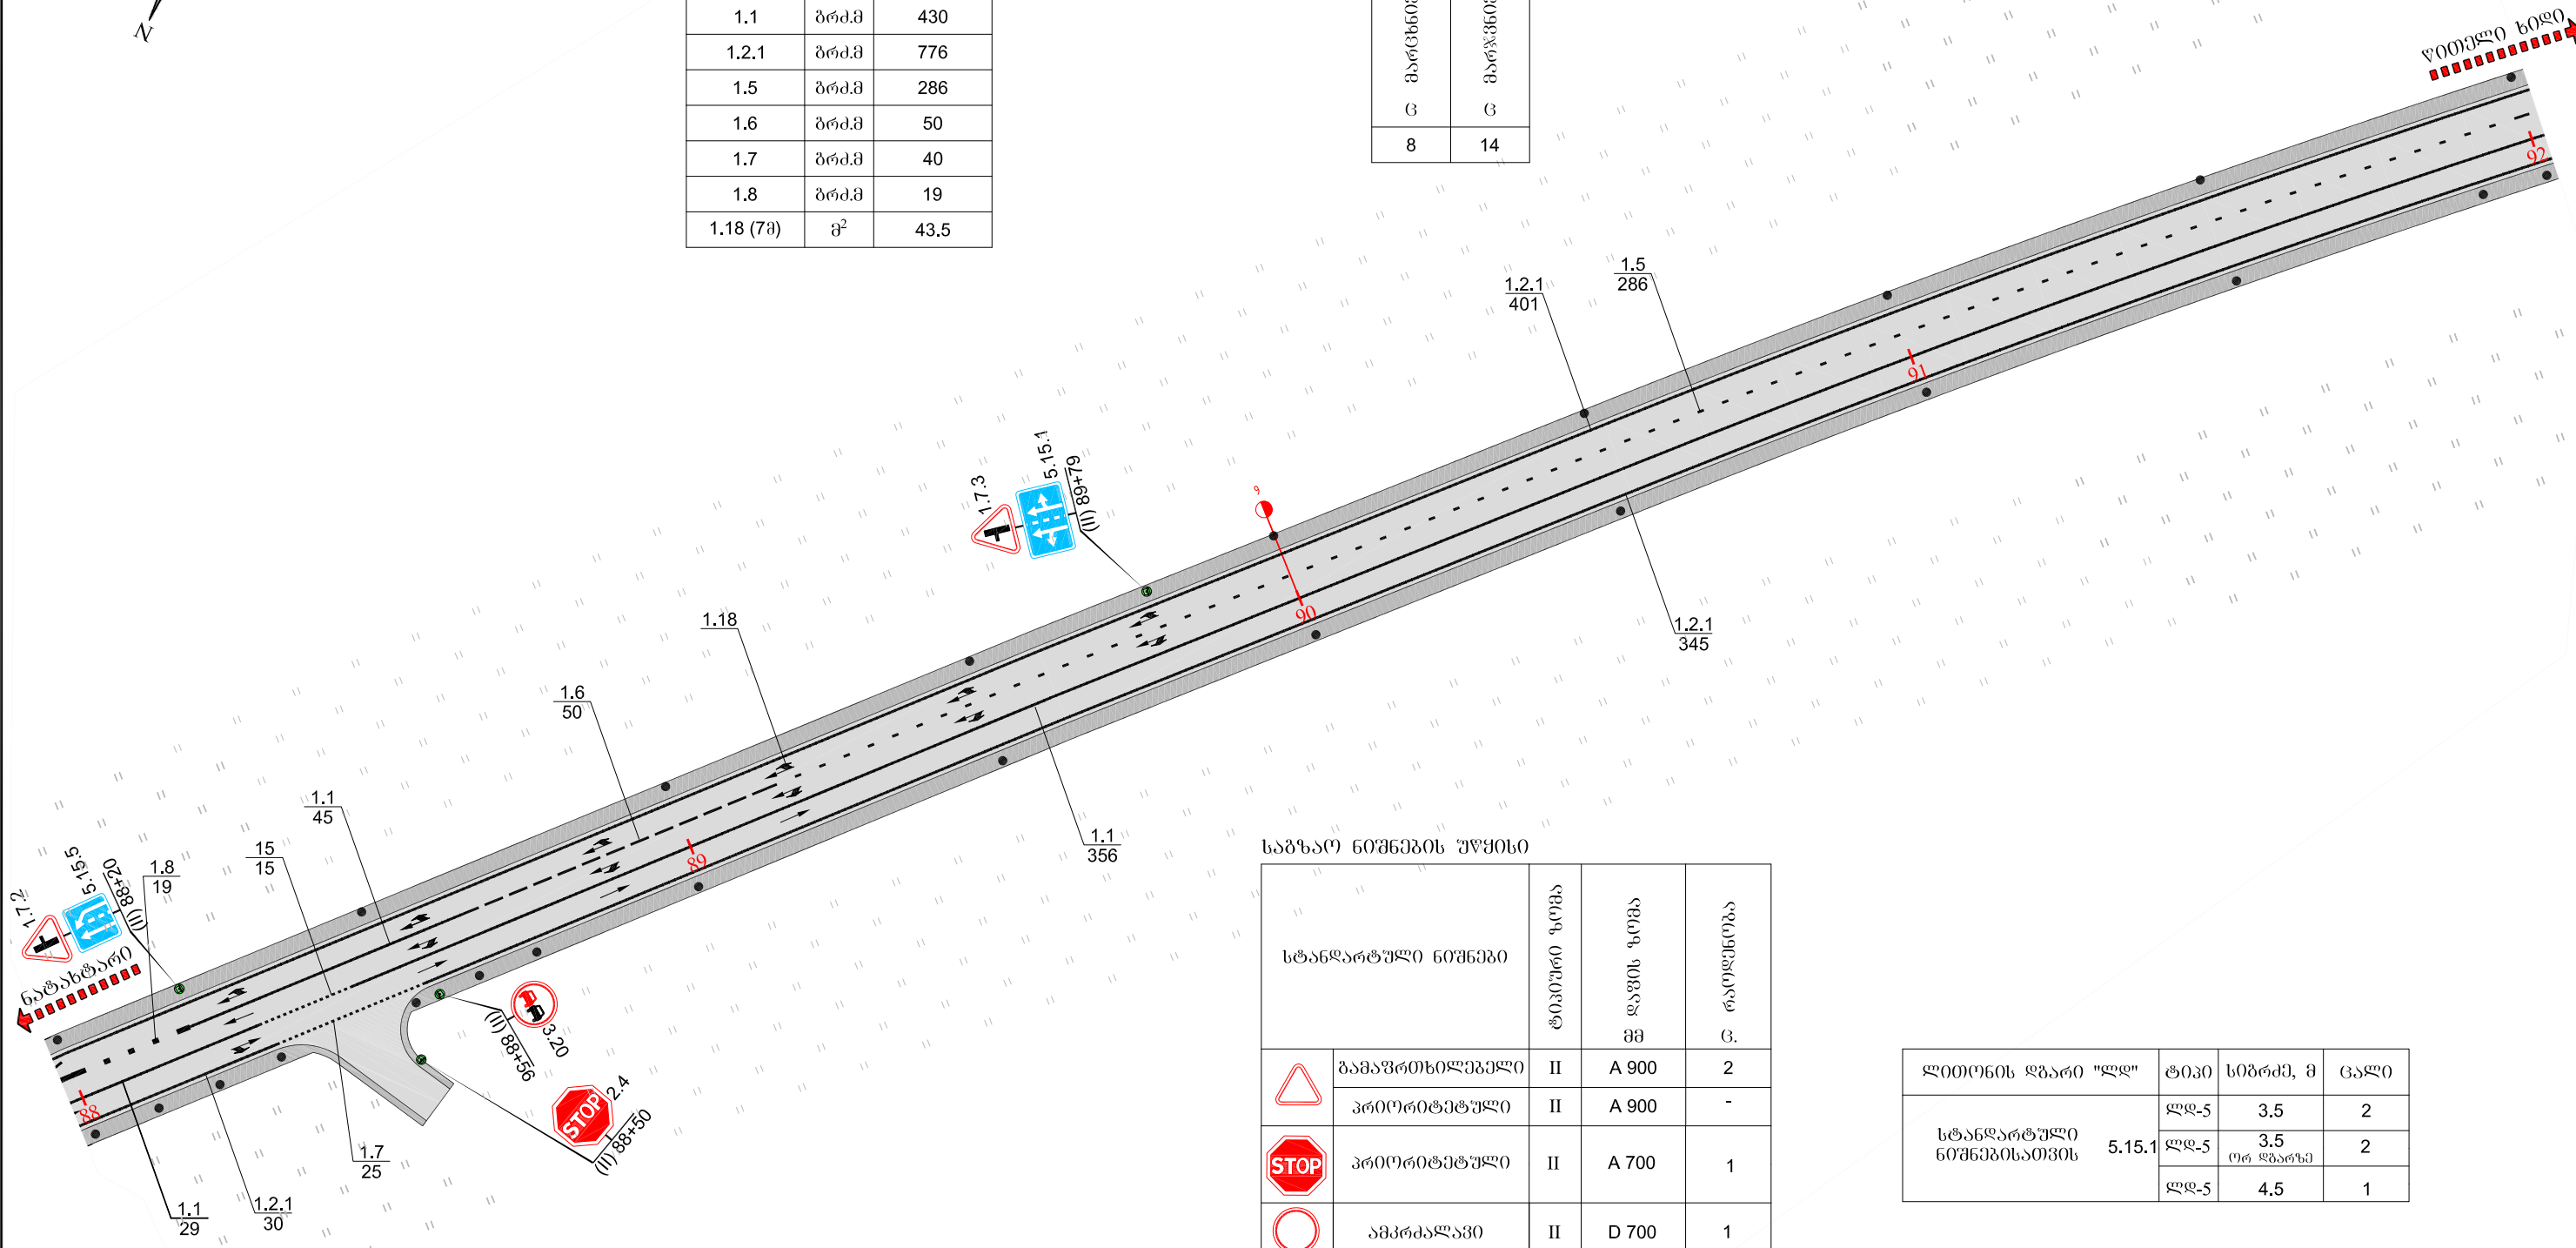 N
1.1 გრძ.მ 430
1.2.1 გრძ.მ 776
1.5 გრძ.მ 286
1.6 გრძ.მ 50
1.7 გრძ.მ 40
1.8 გრძ.მ 19
1.18 (7მ) მ² 43.5
ც ც
8 14
წითელი ხიდი
92
91
90
89
88
9
1.5
286
1.2.1
401
1.2.1
345
1.7.3
5.15.1
(II) 89+79
1.18
1.6
50
1.1
45
15
15
1.8
19
1.7.2
5.15.5
(II) 88+20
ნატახტარი
1.1
356
3.20
(II) 88+56
STOP
2.4
(II) 88+50
1.7
25
1.2.1
30
1.1
29
საგზაო ნიშნების უწყისი
სტანდარტული ნიშნები
ტიპიური ზომა
დაფის ზომა
მმ
რაოდენობა
ც.
გამაფრთხილებელი II A 900 2
პრიორიტეტული II A 900 -
STOP პრიორიტეტული II A 700 1
ამკრძალავი II D 700 1
ლითონის დგარი "ლდ" ტიპი სიგრძე, მ ცალი
სტანდარტული ნიშნებისათვის 5.15.1
ლდ-5 3.5 2
ლდ-5 3.5 ორ დგარზე 2
ლდ-5 4.5 1